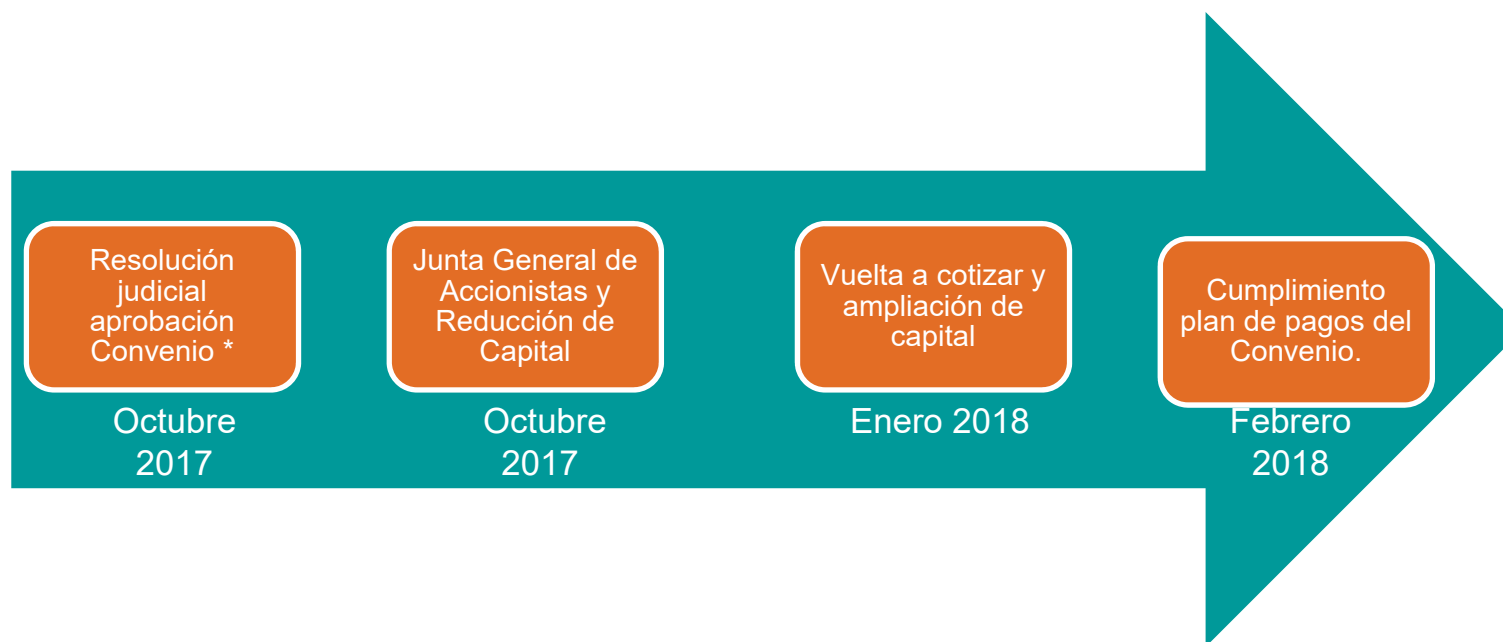 Resolución
judicial
aprobación
Convenio *
Octubre
2017
Junta General de
Accionistas y
Reducción de
Capital
Octubre
2017
Vuelta a cotizar y
ampliación de
capital
Enero 2018
Cumplimiento
plan de pagos del
Convenio.
Febrero
2018